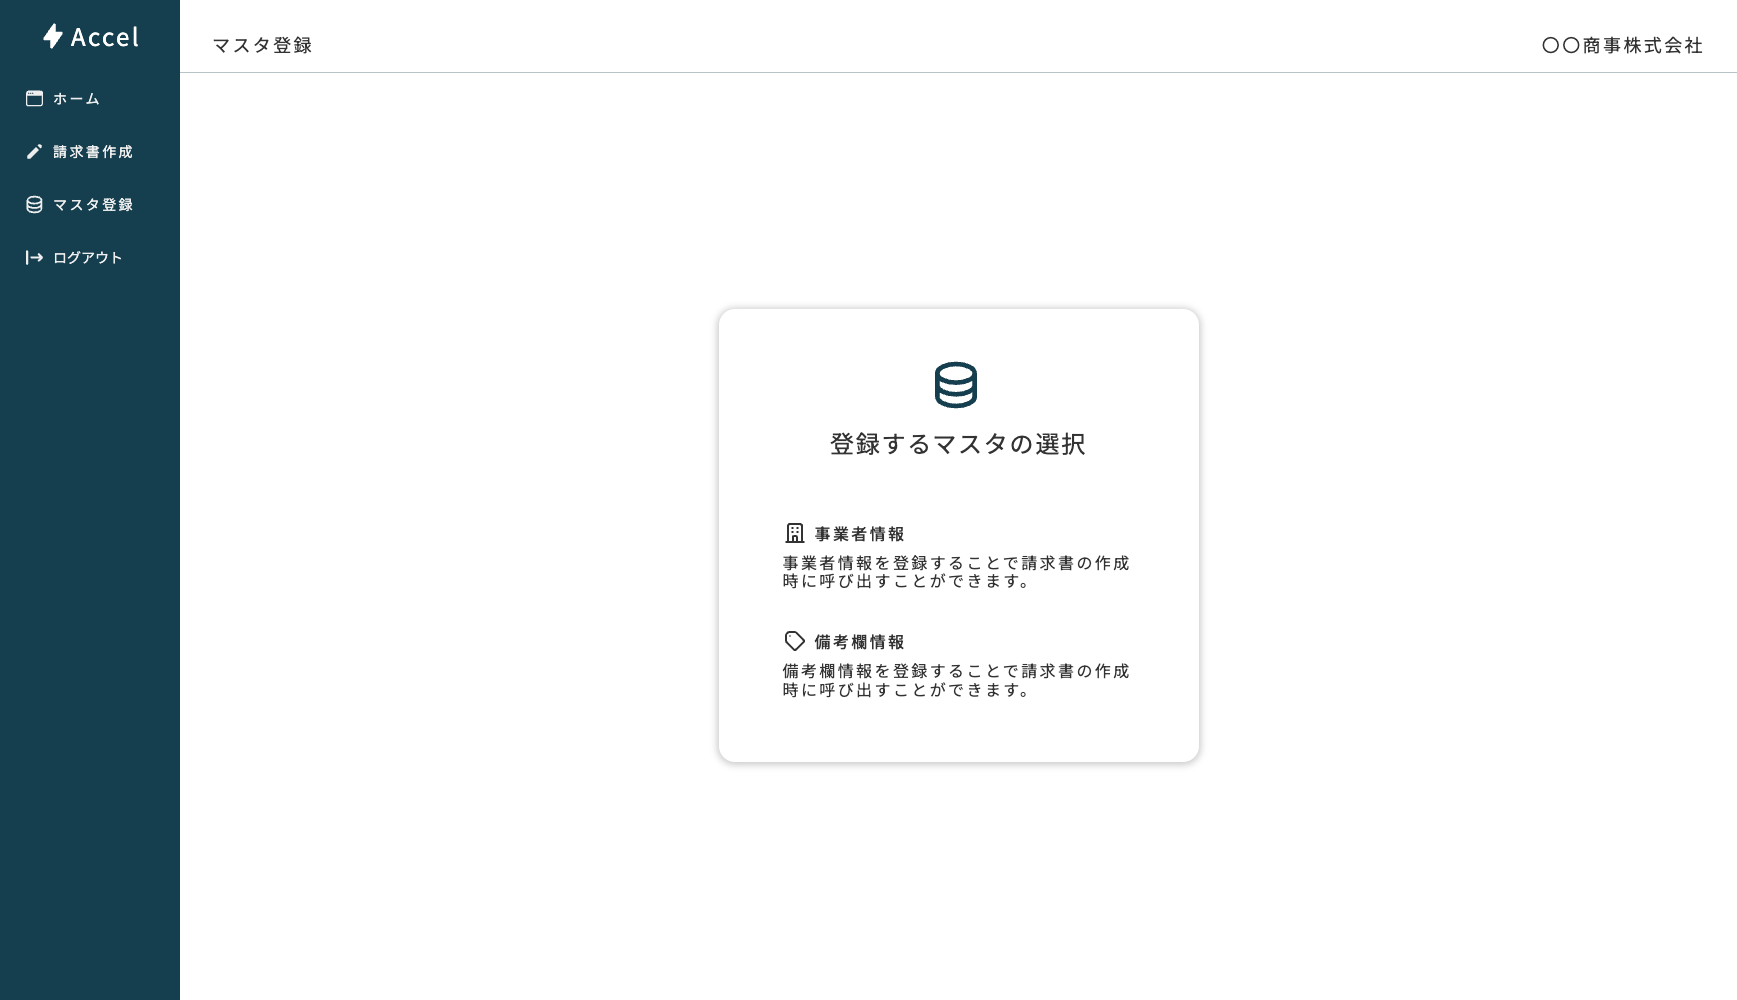 Accel
ホーム
請求書作成
マスタ登録
ログアウト
マスタ登録
〇〇商事株式会社
登録するマスタの選択
事業者情報
事業者情報を登録することで請求書の作成
時に呼び出すことができます。
備考欄情報
備考欄情報を登録することで請求書の作成
時に呼び出すことができます。